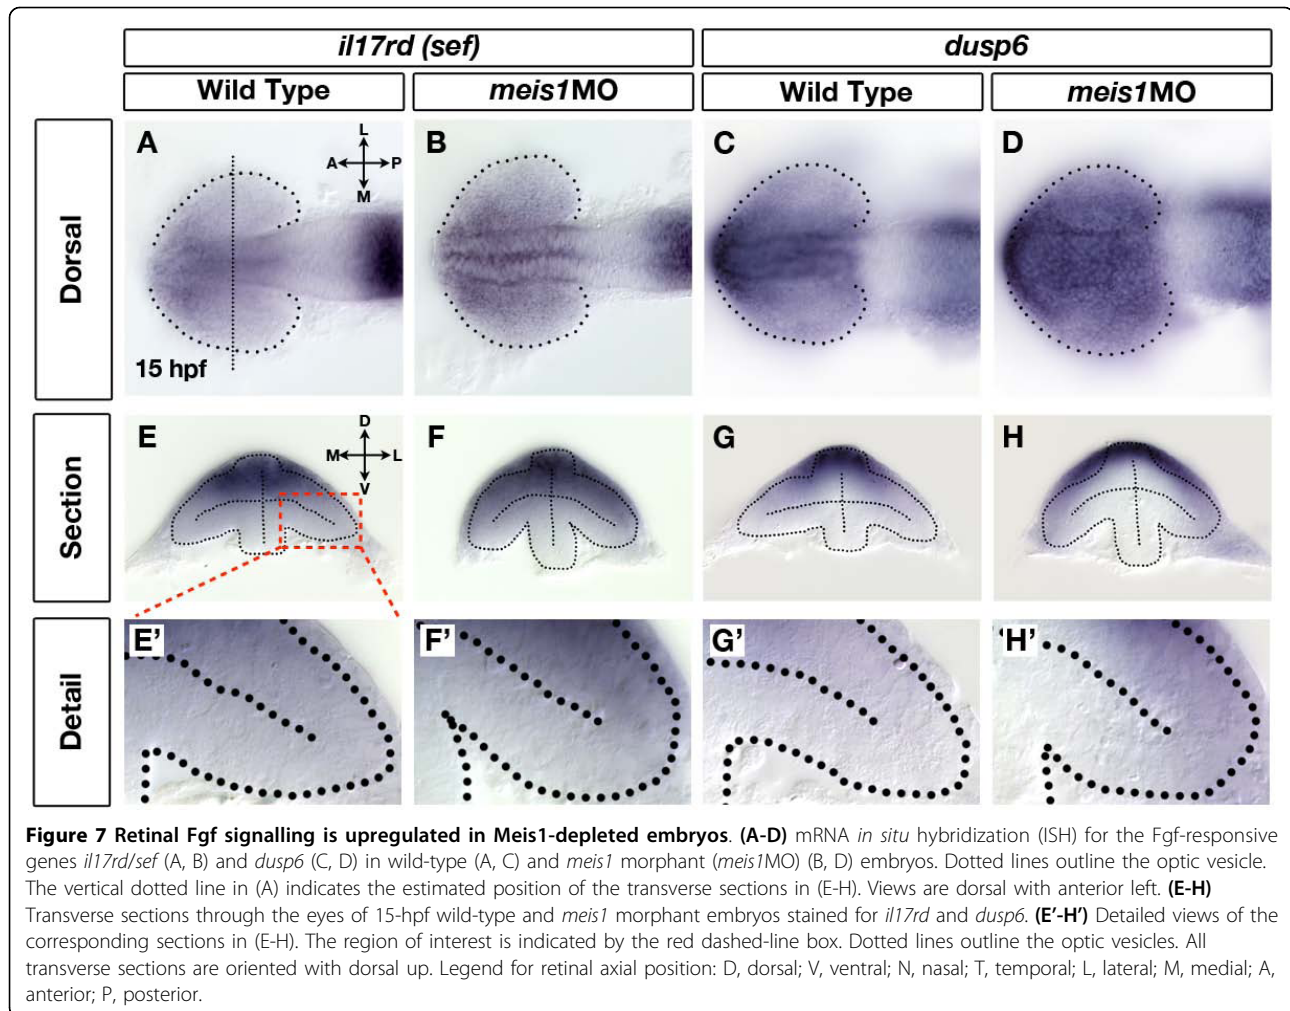 il17rd (sef)
dusp6
Wild Type
meis1MO
Wild Type
meis1MO
Dorsal
A
L
A
P
M
15 hpf
B
C
D
Section
E
D
M
L
V
F
G
H
Detail
E'
F'
G'
H'
Figure 7 Retinal Fgf signalling is upregulated in Meis1-depleted embryos. (A-D) mRNA in situ hybridization (ISH) for the Fgf-responsive
genes il17rd/sef (A, B) and dusp6 (C, D) in wild-type (A, C) and meis1 morphant (meis1MO) (B, D) embryos. Dotted lines outline the optic vesicle.
The vertical dotted line in (A) indicates the estimated position of the transverse sections in (E-H). Views are dorsal with anterior left. (E-H)
Transverse sections through the eyes of 15-hpf wild-type and meis1 morphant embryos stained for il17rd and dusp6. (E'-H') Detailed views of the
corresponding sections in (E-H). The region of interest is indicated by the red dashed-line box. Dotted lines outline the optic vesicles. All
transverse sections are oriented with dorsal up. Legend for retinal axial position: D, dorsal; V, ventral; N, nasal; T, temporal; L, lateral; M, medial; A,
anterior; P, posterior.